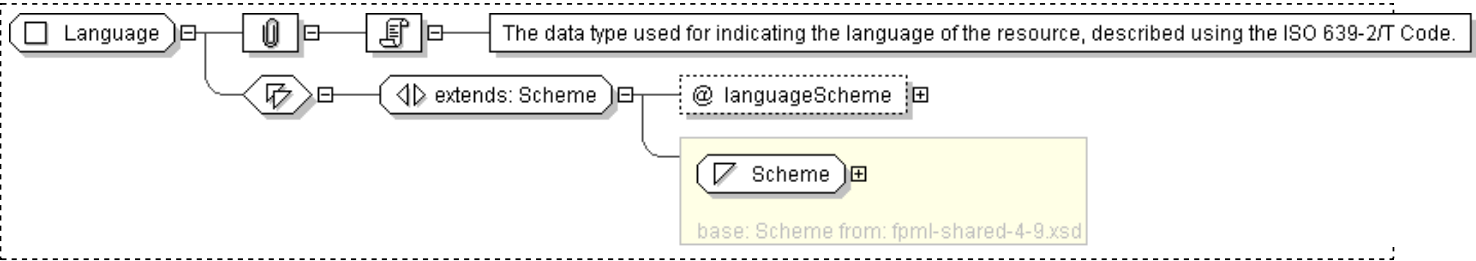 Language
The data type used for indicating the language of the resource, described using the ISO 639-2/T Code.
extends: Scheme
@ languageScheme
Scheme
base: Scheme from: fpml-shared-4-9.xsd